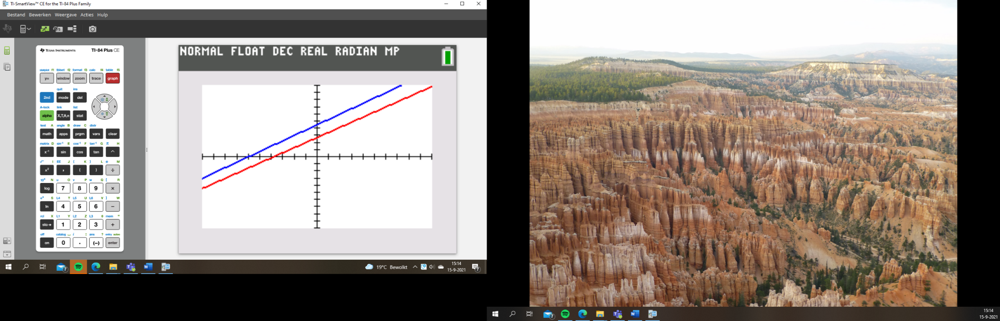 TI-SmartView™ CE for the TI-84 Plus Family
Bestand Bewerken Weergave Acties Hulp
TEXAS INSTRUMENTS TI-84 Plus CE
statplot f1 tblset f2 format f3 calc f4 table f5
y= window zoom trace graph
quit ins
2nd mode del
A-lock link list
alpha X,T,θ,n stat
test A angle B draw C distr
math apps prgm vars clear
matrix D sin-1 E cos-1 F tan-1 G π H
x-1 sin cos tan ^
√ I EE J { K } L e M
x2 , ( ) ÷
10x N u O v P w Q [ R
log 7 8 9 ×
ex S L4 T L5 U L6 V ] W
ln 4 5 6 −
rcl X L1 Y L2 Z L3 θ mem "
sto→ 1 2 3 +
off catalog i : ans ? entry solve
on 0 . (−) enter
NORMAL FLOAT DEC REAL RADIAN MP
7
19°C Bewolkt
15:14
15-9-2021
7
7
15:14
15-9-2021